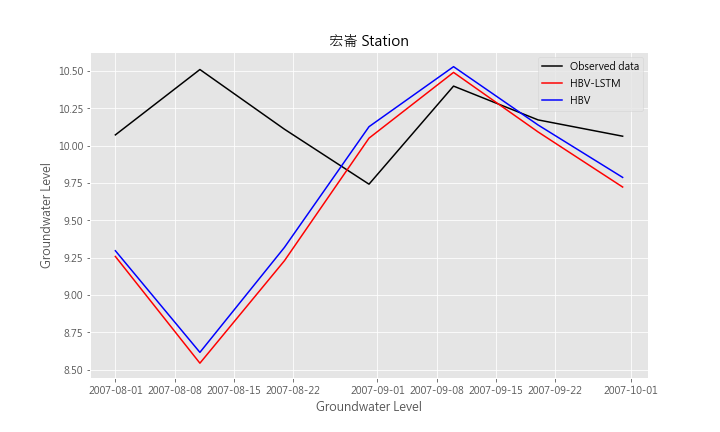 宏崙 Station
Observed data
HBV-LSTM
HBV
Groundwater Level
10.50
10.25
10.00
9.75
9.50
9.25
9.00
8.75
8.50
2007-08-01 2007-08-08 2007-08-15 2007-08-22 2007-09-01 2007-09-08 2007-09-15 2007-09-22 2007-10-01
Groundwater Level